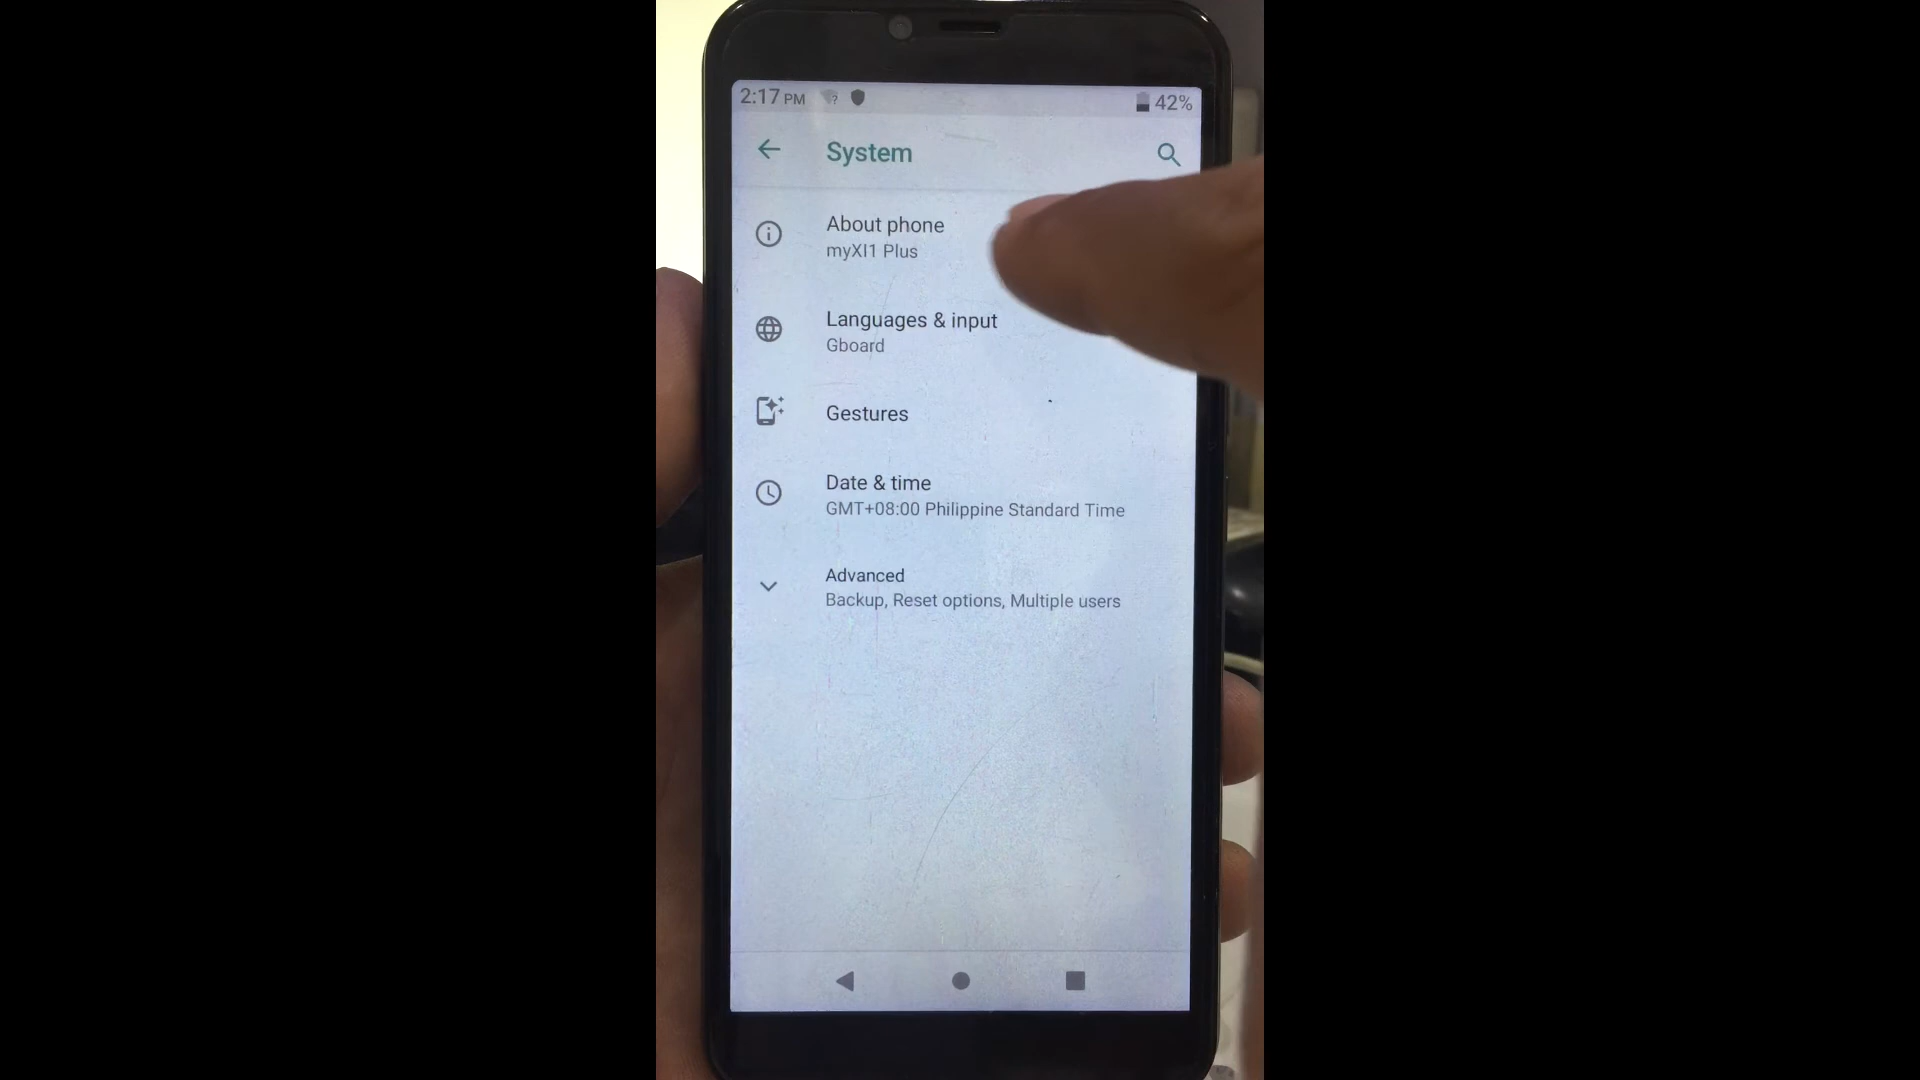 2:17 PM ? 42%
System
About phone
myXI1 Plus
Languages & input
Gboard
Gestures
Date & time
GMT+08:00 Philippine Standard Time
Advanced
Backup, Reset options, Multiple users